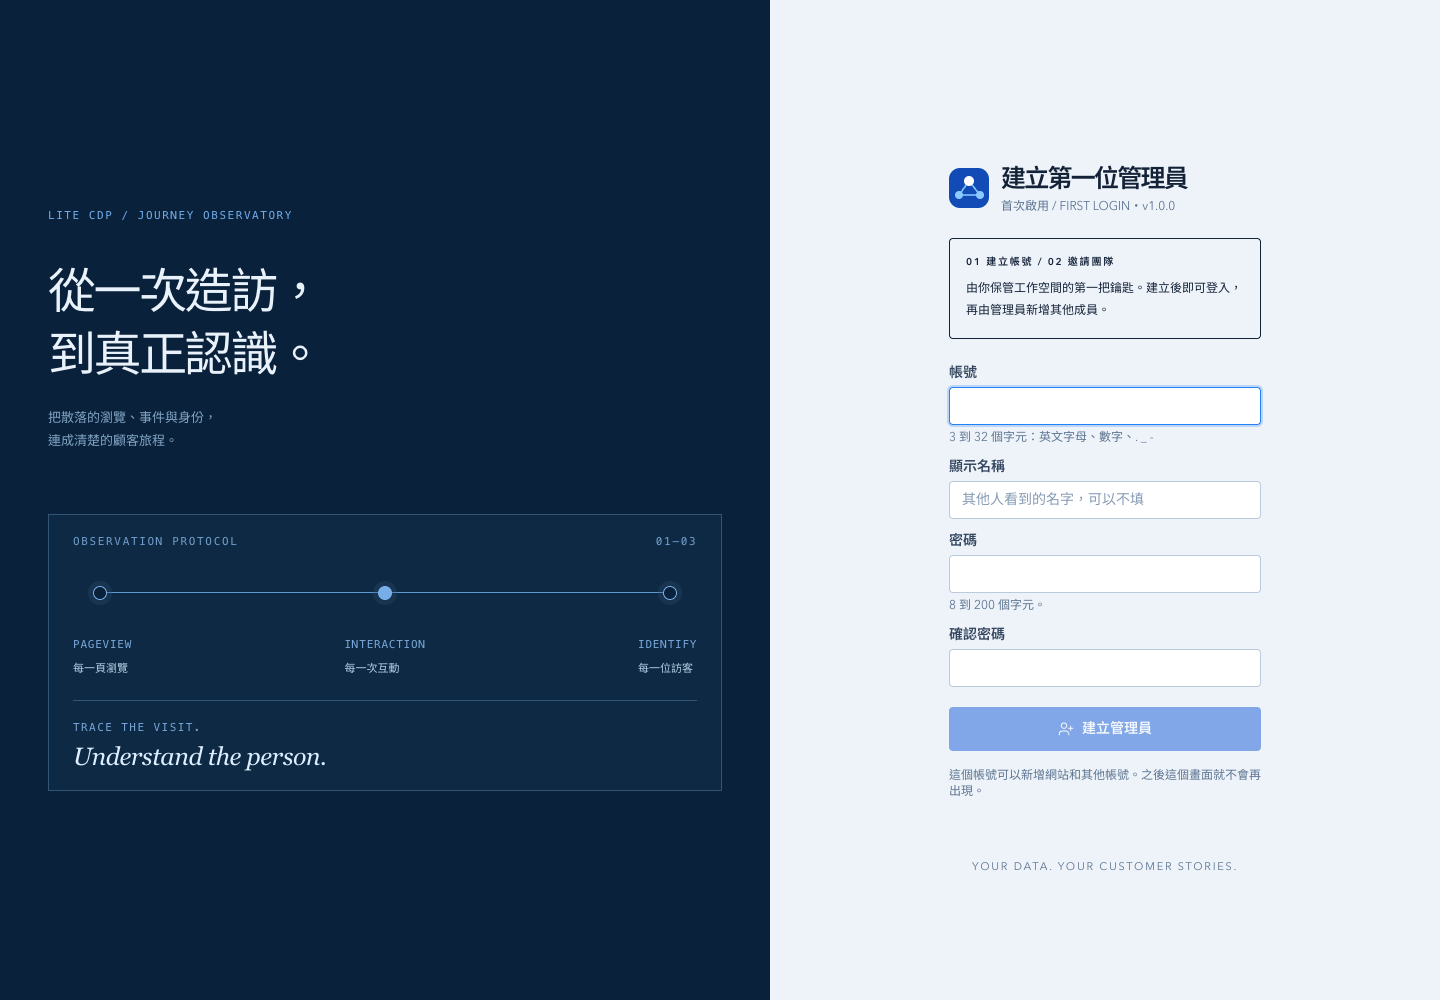 LITE CDP / JOURNEY OBSERVATORY
從一次造訪，
到真正認識。
把散落的瀏覽、事件與身份，
連成清楚的顧客旅程。
OBSERVATION PROTOCOL 01—03
PAGEVIEW INTERACTION IDENTIFY
每一頁瀏覽 每一次互動 每一位訪客
TRACE THE VISIT.
Understand the person.
建立第一位管理員
首次啟用 / FIRST LOGIN • v1.0.0
01 建立帳號 / 02 邀請團隊
由你保管工作空間的第一把鑰匙。建立後即可登入，
再由管理員新增其他成員。
帳號
3 到 32 個字元：英文字母、數字、. _ -
顯示名稱
其他人看到的名字，可以不填
密碼
8 到 200 個字元。
確認密碼
建立管理員
這個帳號可以新增網站和其他帳號。之後這個畫面就不會再
出現。
YOUR DATA. YOUR CUSTOMER STORIES.